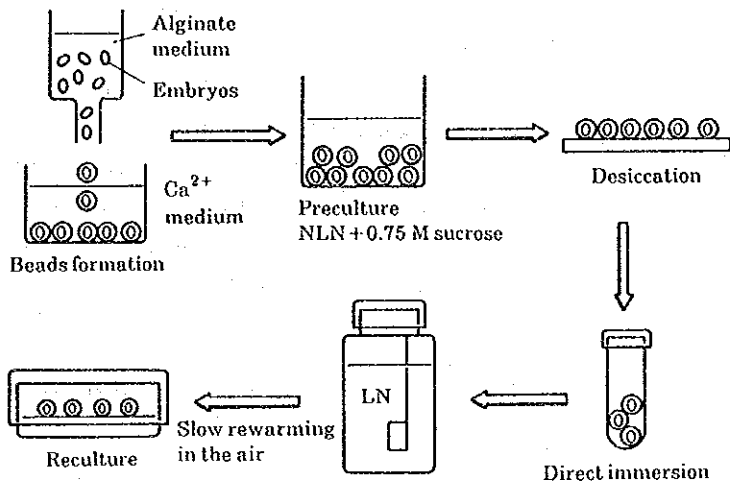 Alginate
medium
Embryos
Ca2+
medium
Beads formation
Preculture
NLN+0.75 M sucrose
Desiccation
Direct immersion
LN
Slow rewarming
in the air
Reculture